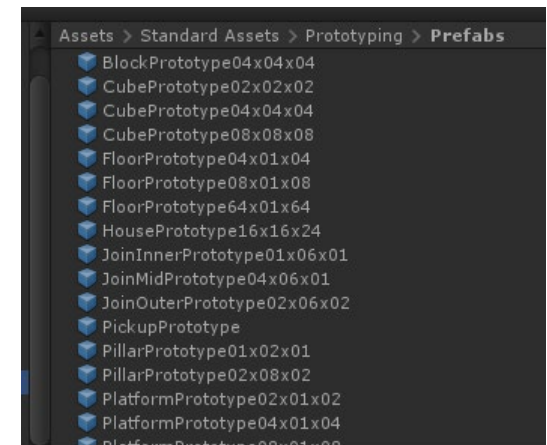 Assets > Standard Assets > Prototyping > Prefabs
BlockPrototype04x04x04
CubePrototype02x02x02
CubePrototype04x04x04
CubePrototype08x08x08
FloorPrototype04x01x04
FloorPrototype08x01x08
FloorPrototype64x01x64
HousePrototype16x16x24
JoinInnerPrototype01x06x01
JoinMidPrototype04x06x01
JoinOuterPrototype02x06x02
PickupPrototype
PillarPrototype01x02x01
PillarPrototype02x08x02
PlatformPrototype02x01x02
PlatformPrototype04x01x04